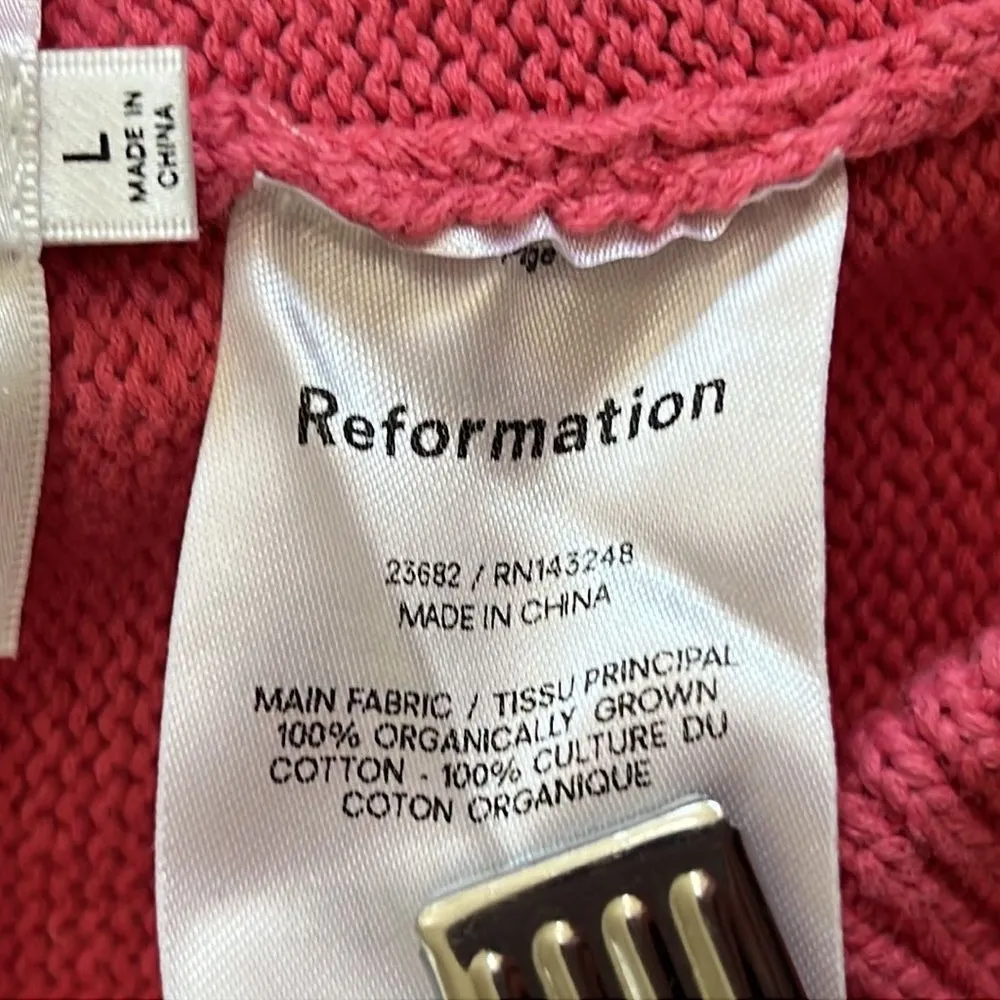 L
MADE IN
CHINA
Reformation
23682 / RN143248
MADE IN CHINA
MAIN FABRIC / TISSU PRINCIPAL
100% ORGANICALLY GROWN
COTTON - 100% CULTURE DU
COTON ORGANIQUE